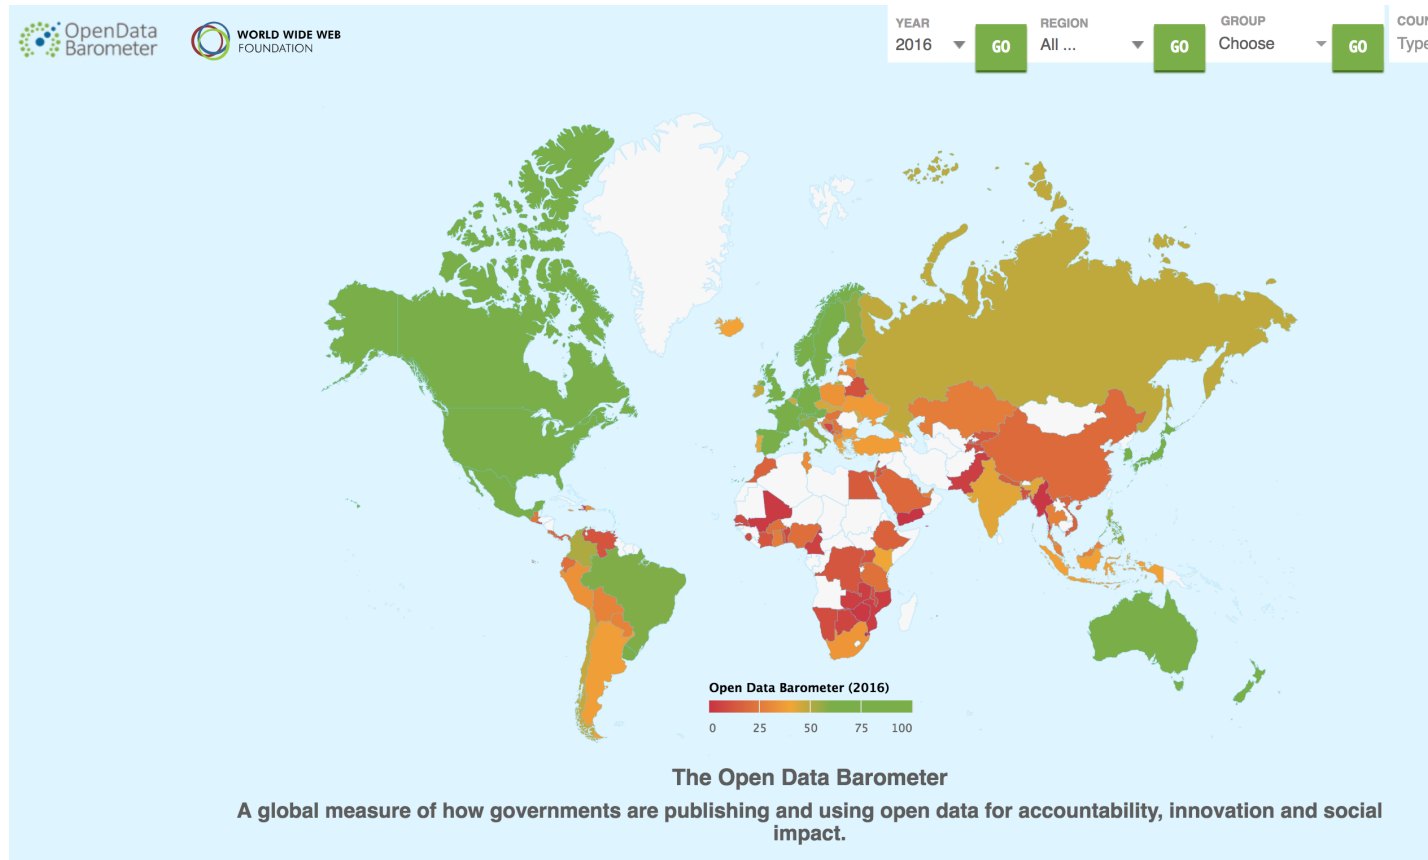 OpenData
Barometer
WORLD WIDE WEB
FOUNDATION
YEAR
2016
GO
REGION
All ...
GO
GROUP
Choose
GO
COUN
Type
Open Data Barometer (2016)
0 25 50 75 100
The Open Data Barometer
A global measure of how governments are publishing and using open data for accountability, innovation and social
impact.